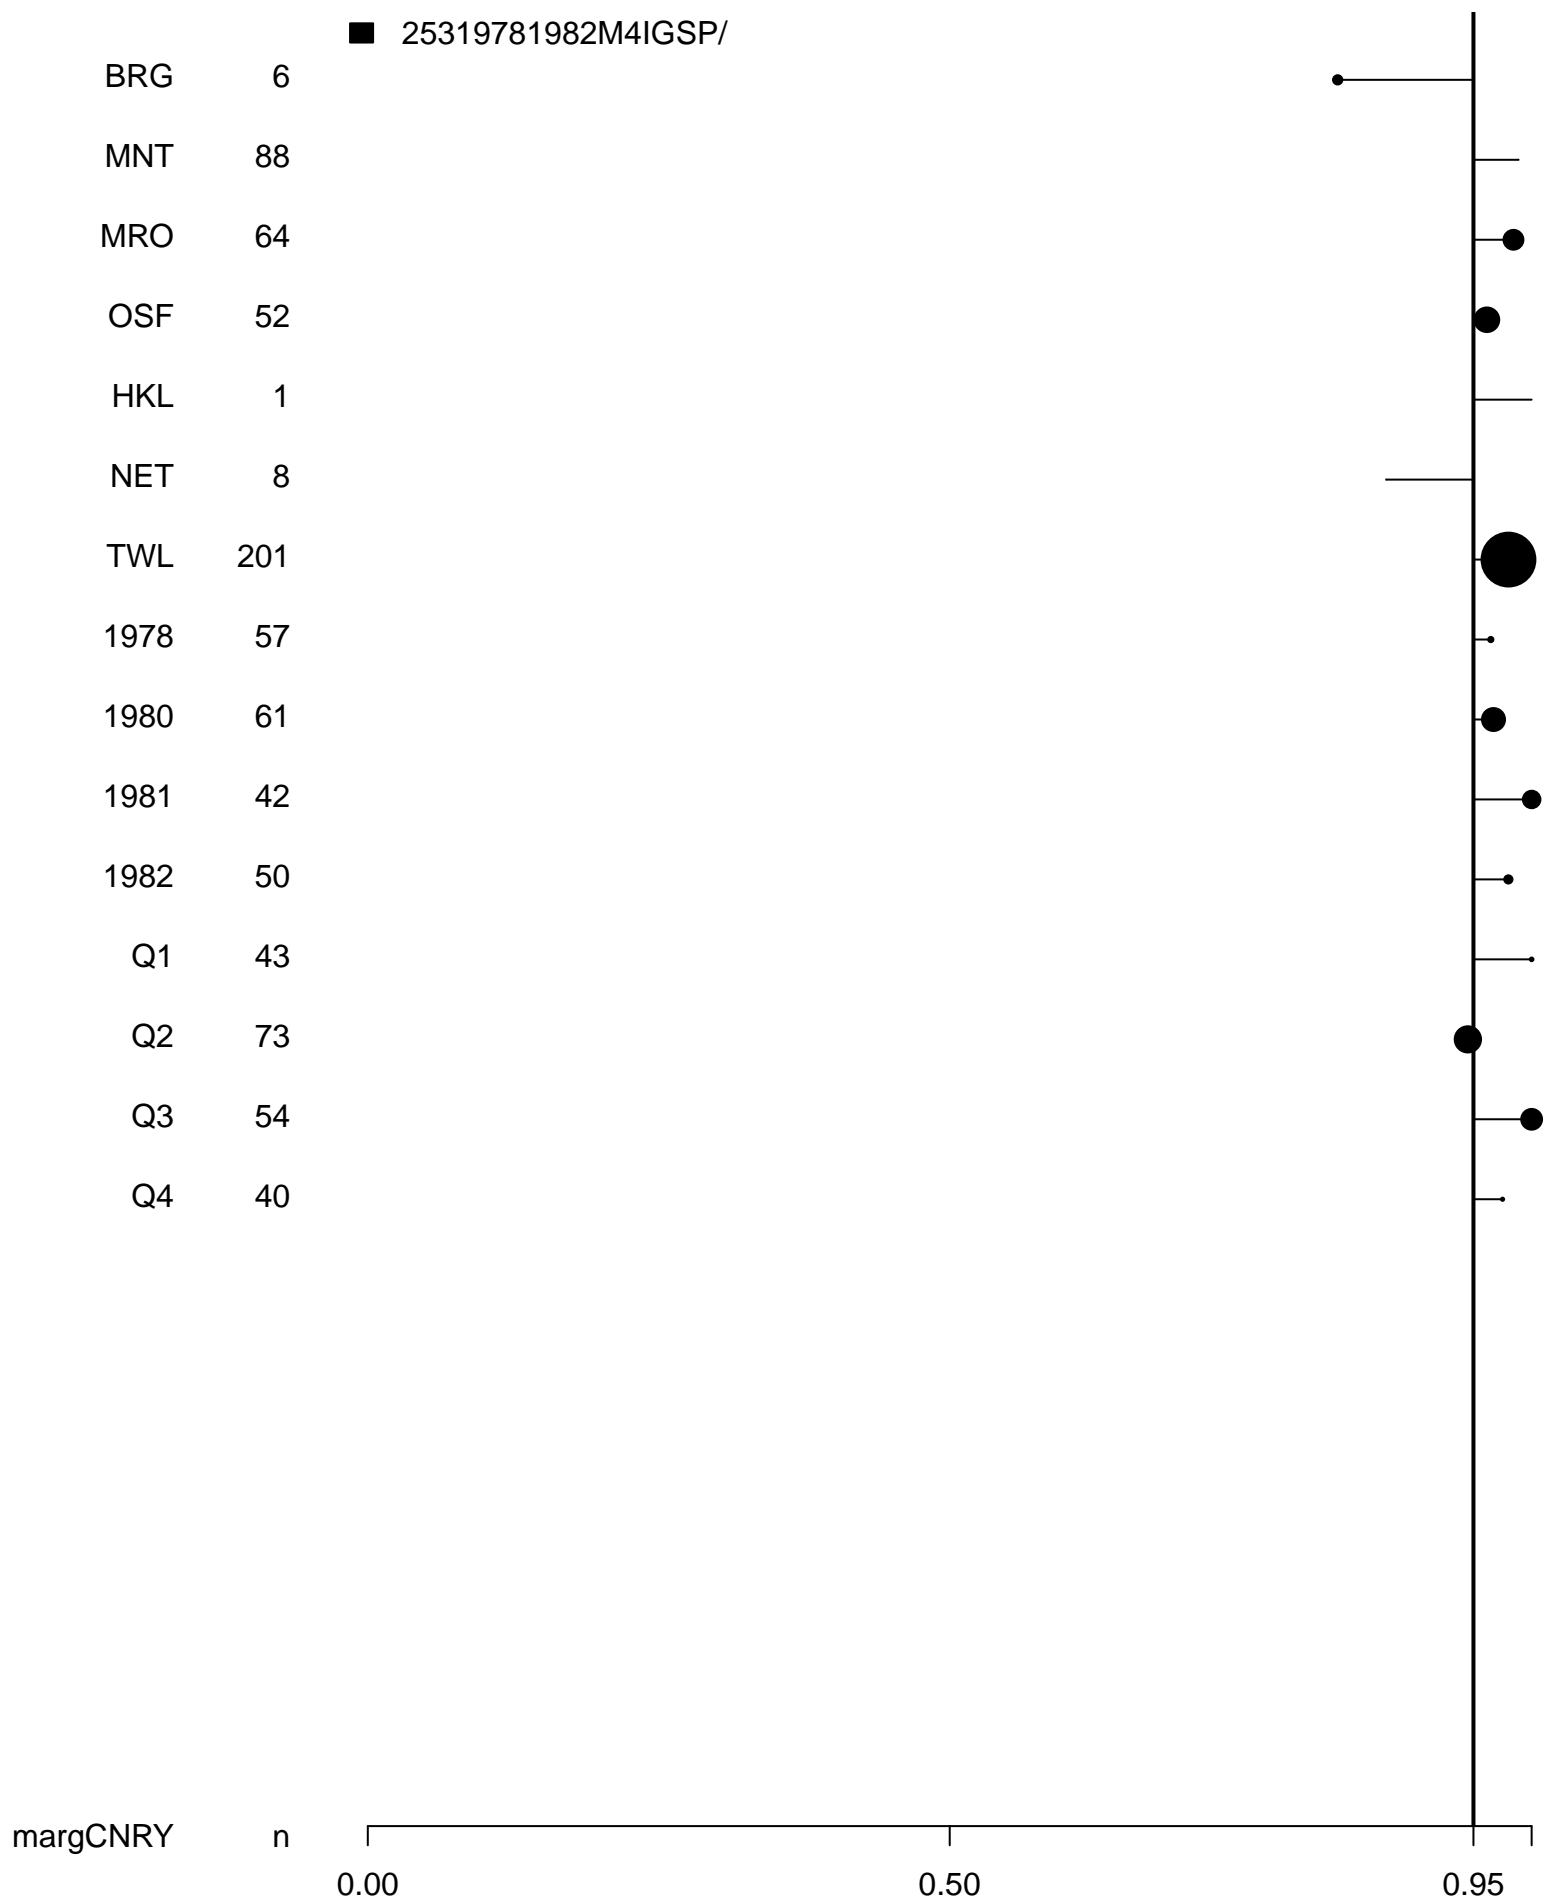 25319781982M4IGSP/
BRG 6
MNT 88
MRO 64
OSF 52
HKL 1
NET 8
TWL 201
1978 57
1980 61
1981 42
1982 50
Q1 43
Q2 73
Q3 54
Q4 40
margCNRY n
0.00 0.50 0.95